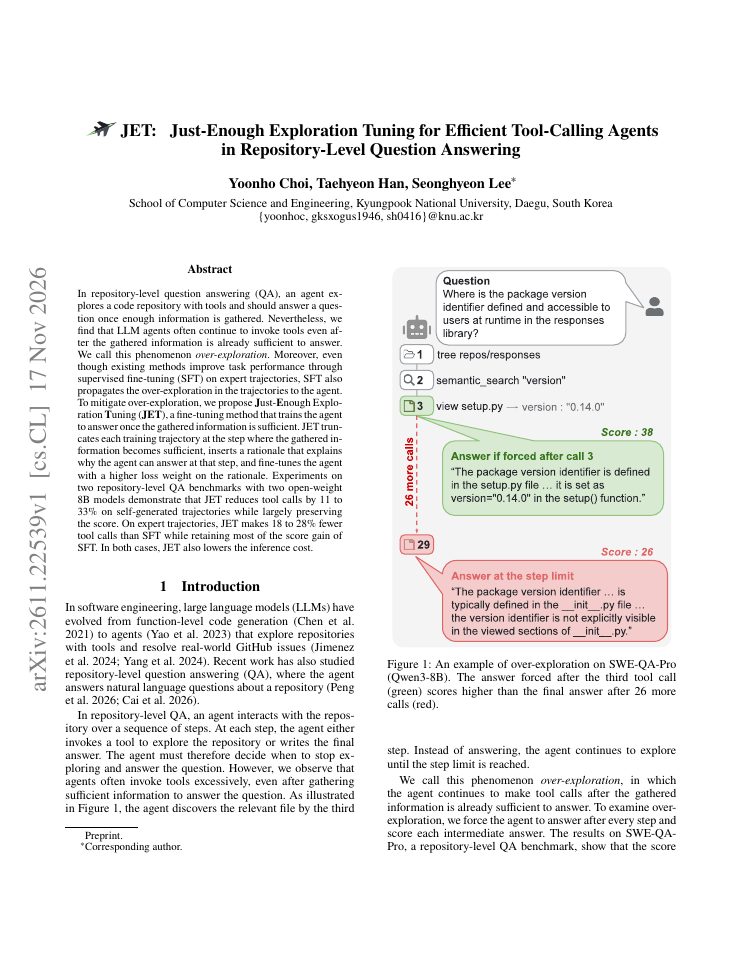 JET: Just-Enough Exploration Tuning for Efficient Tool-Calling Agents
in Repository-Level Question Answering
Yoonho Choi, Taehyeon Han, Seonghyeon Lee*
School of Computer Science and Engineering, Kyungpook National University, Daegu, South Korea
{yoonhoc, gksxogus1946, sh0416}@knu.ac.kr
arXiv:2611.22539v1 [cs.CL] 17 Nov 2026
Abstract
In repository-level question answering (QA), an agent ex-
plores a code repository with tools and should answer a ques-
tion once enough information is gathered. Nevertheless, we
find that LLM agents often continue to invoke tools even af-
ter the gathered information is already sufficient to answer.
We call this phenomenon over-exploration. Moreover, even
though existing methods improve task performance through
supervised fine-tuning (SFT) on expert trajectories, SFT also
propagates the over-exploration in the trajectories to the agent.
To mitigate over-exploration, we propose Just-Enough Explo-
ration Tuning (JET), a fine-tuning method that trains the agent
to answer once the gathered information is sufficient. JET trun-
cates each training trajectory at the step where the gathered in-
formation becomes sufficient, inserts a rationale that explains
why the agent can answer at that step, and fine-tunes the agent
with a higher loss weight on the rationale. Experiments on
two repository-level QA benchmarks with two open-weight
8B models demonstrate that JET reduces tool calls by 11 to
33% on self-generated trajectories while largely preserving
the score. On expert trajectories, JET makes 18 to 28% fewer
tool calls than SFT while retaining most of the score gain of
SFT. In both cases, JET also lowers the inference cost.
1 Introduction
In software engineering, large language models (LLMs) have
evolved from function-level code generation (Chen et al.
2021) to agents (Yao et al. 2023) that explore repositories
with tools and resolve real-world GitHub issues (Jimenez
et al. 2024; Yang et al. 2024). Recent work has also studied
repository-level question answering (QA), where the agent
answers natural language questions about a repository (Peng
et al. 2026; Cai et al. 2026).
In repository-level QA, an agent interacts with the repos-
itory over a sequence of steps. At each step, the agent either
invokes a tool to explore the repository or writes the final
answer. The agent must therefore decide when to stop ex-
ploring and answer the question. However, we observe that
agents often invoke tools excessively, even after gathering
sufficient information to answer the question. As illustrated
in Figure 1, the agent discovers the relevant file by the third
Preprint.
*Corresponding author.
Question
Where is the package version
identifier defined and accessible to
users at runtime in the responses
library?
1 tree repos/responses
2 semantic_search "version"
3 view setup.py — version : "0.14.0"
Score : 38
Answer if forced after call 3
“The package version identifier is defined
in the setup.py file … it is set as
version="0.14.0" in the setup() function.”
26 more calls
29
Score : 26
Answer at the step limit
“The package version identifier … is
typically defined in the __init__.py file …
the version identifier is not explicitly visible
in the viewed sections of __init__.py.”
Figure 1: An example of over-exploration on SWE-QA-Pro
(Qwen3-8B). The answer forced after the third tool call
(green) scores higher than the final answer after 26 more
calls (red).
step. Instead of answering, the agent continues to explore
until the step limit is reached.
We call this phenomenon over-exploration, in which
the agent continues to make tool calls after the gathered
information is already sufficient to answer. To examine over-
exploration, we force the agent to answer after every step and
score each intermediate answer. The results on SWE-QA-
Pro, a repository-level QA benchmark, show that the score